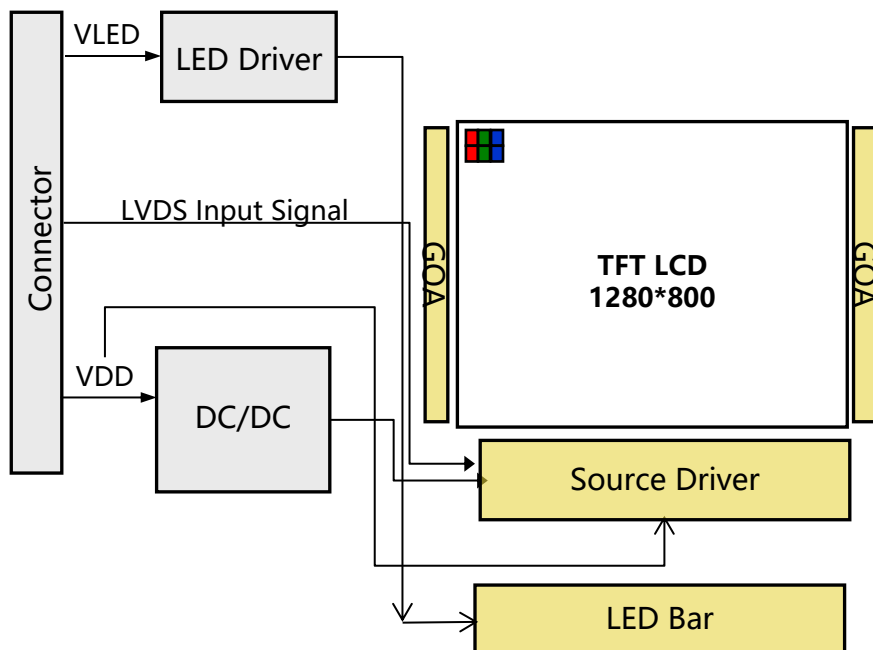 VLED
LED Driver
Connector
LVDS Input Signal
GOA
TFT LCD
1280*800
GOA
VDD
DC/DC
Source Driver
LED Bar